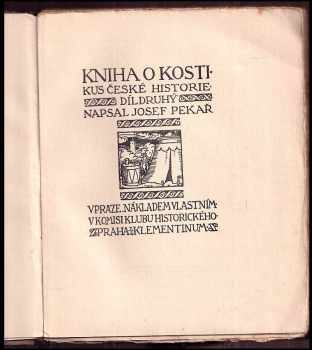 KNIHA O KOSTI·
KUS ČESKÉ HISTORIE·
DÍL DRUHÝ
NAPSAL JOSEF PEKAŘ
V PRAZE. NÁKLADEM VLASTNÍM·
V KOMISI KLUBU HISTORICKÉHO·
PRAHA·KLEMENTINUM